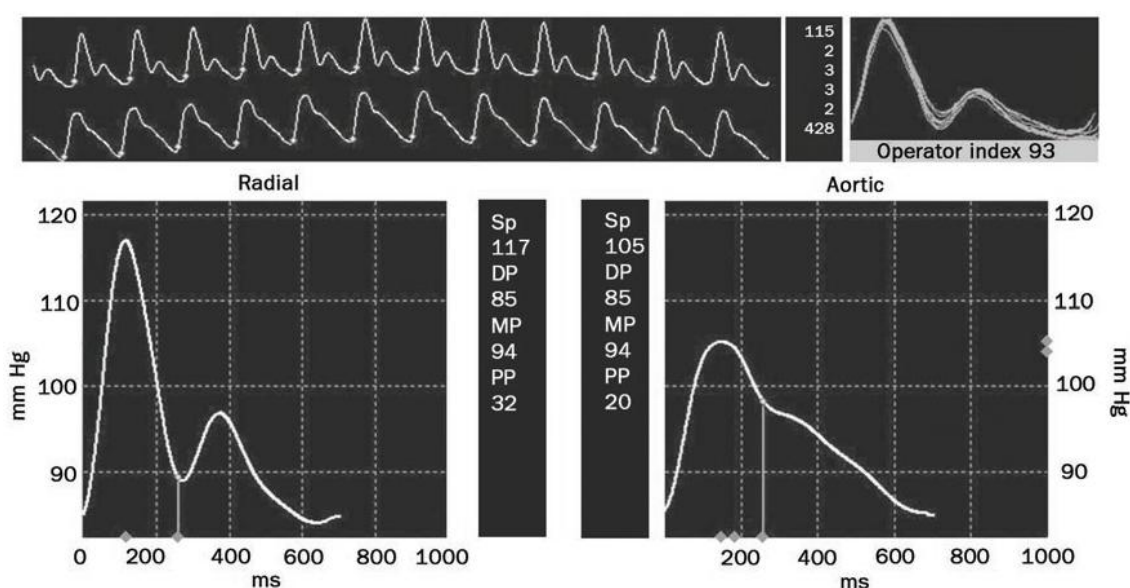 115
2
3
3
2
428
Operator index 93
Radial
Aortic
120
110
100
90
mm Hg
0 200 400 600 800 1000
ms
Sp
117
DP
85
MP
94
PP
32
Sp
105
DP
85
MP
94
PP
20
120
110
100
90
mm Hg
200 400 600 800 1000
ms